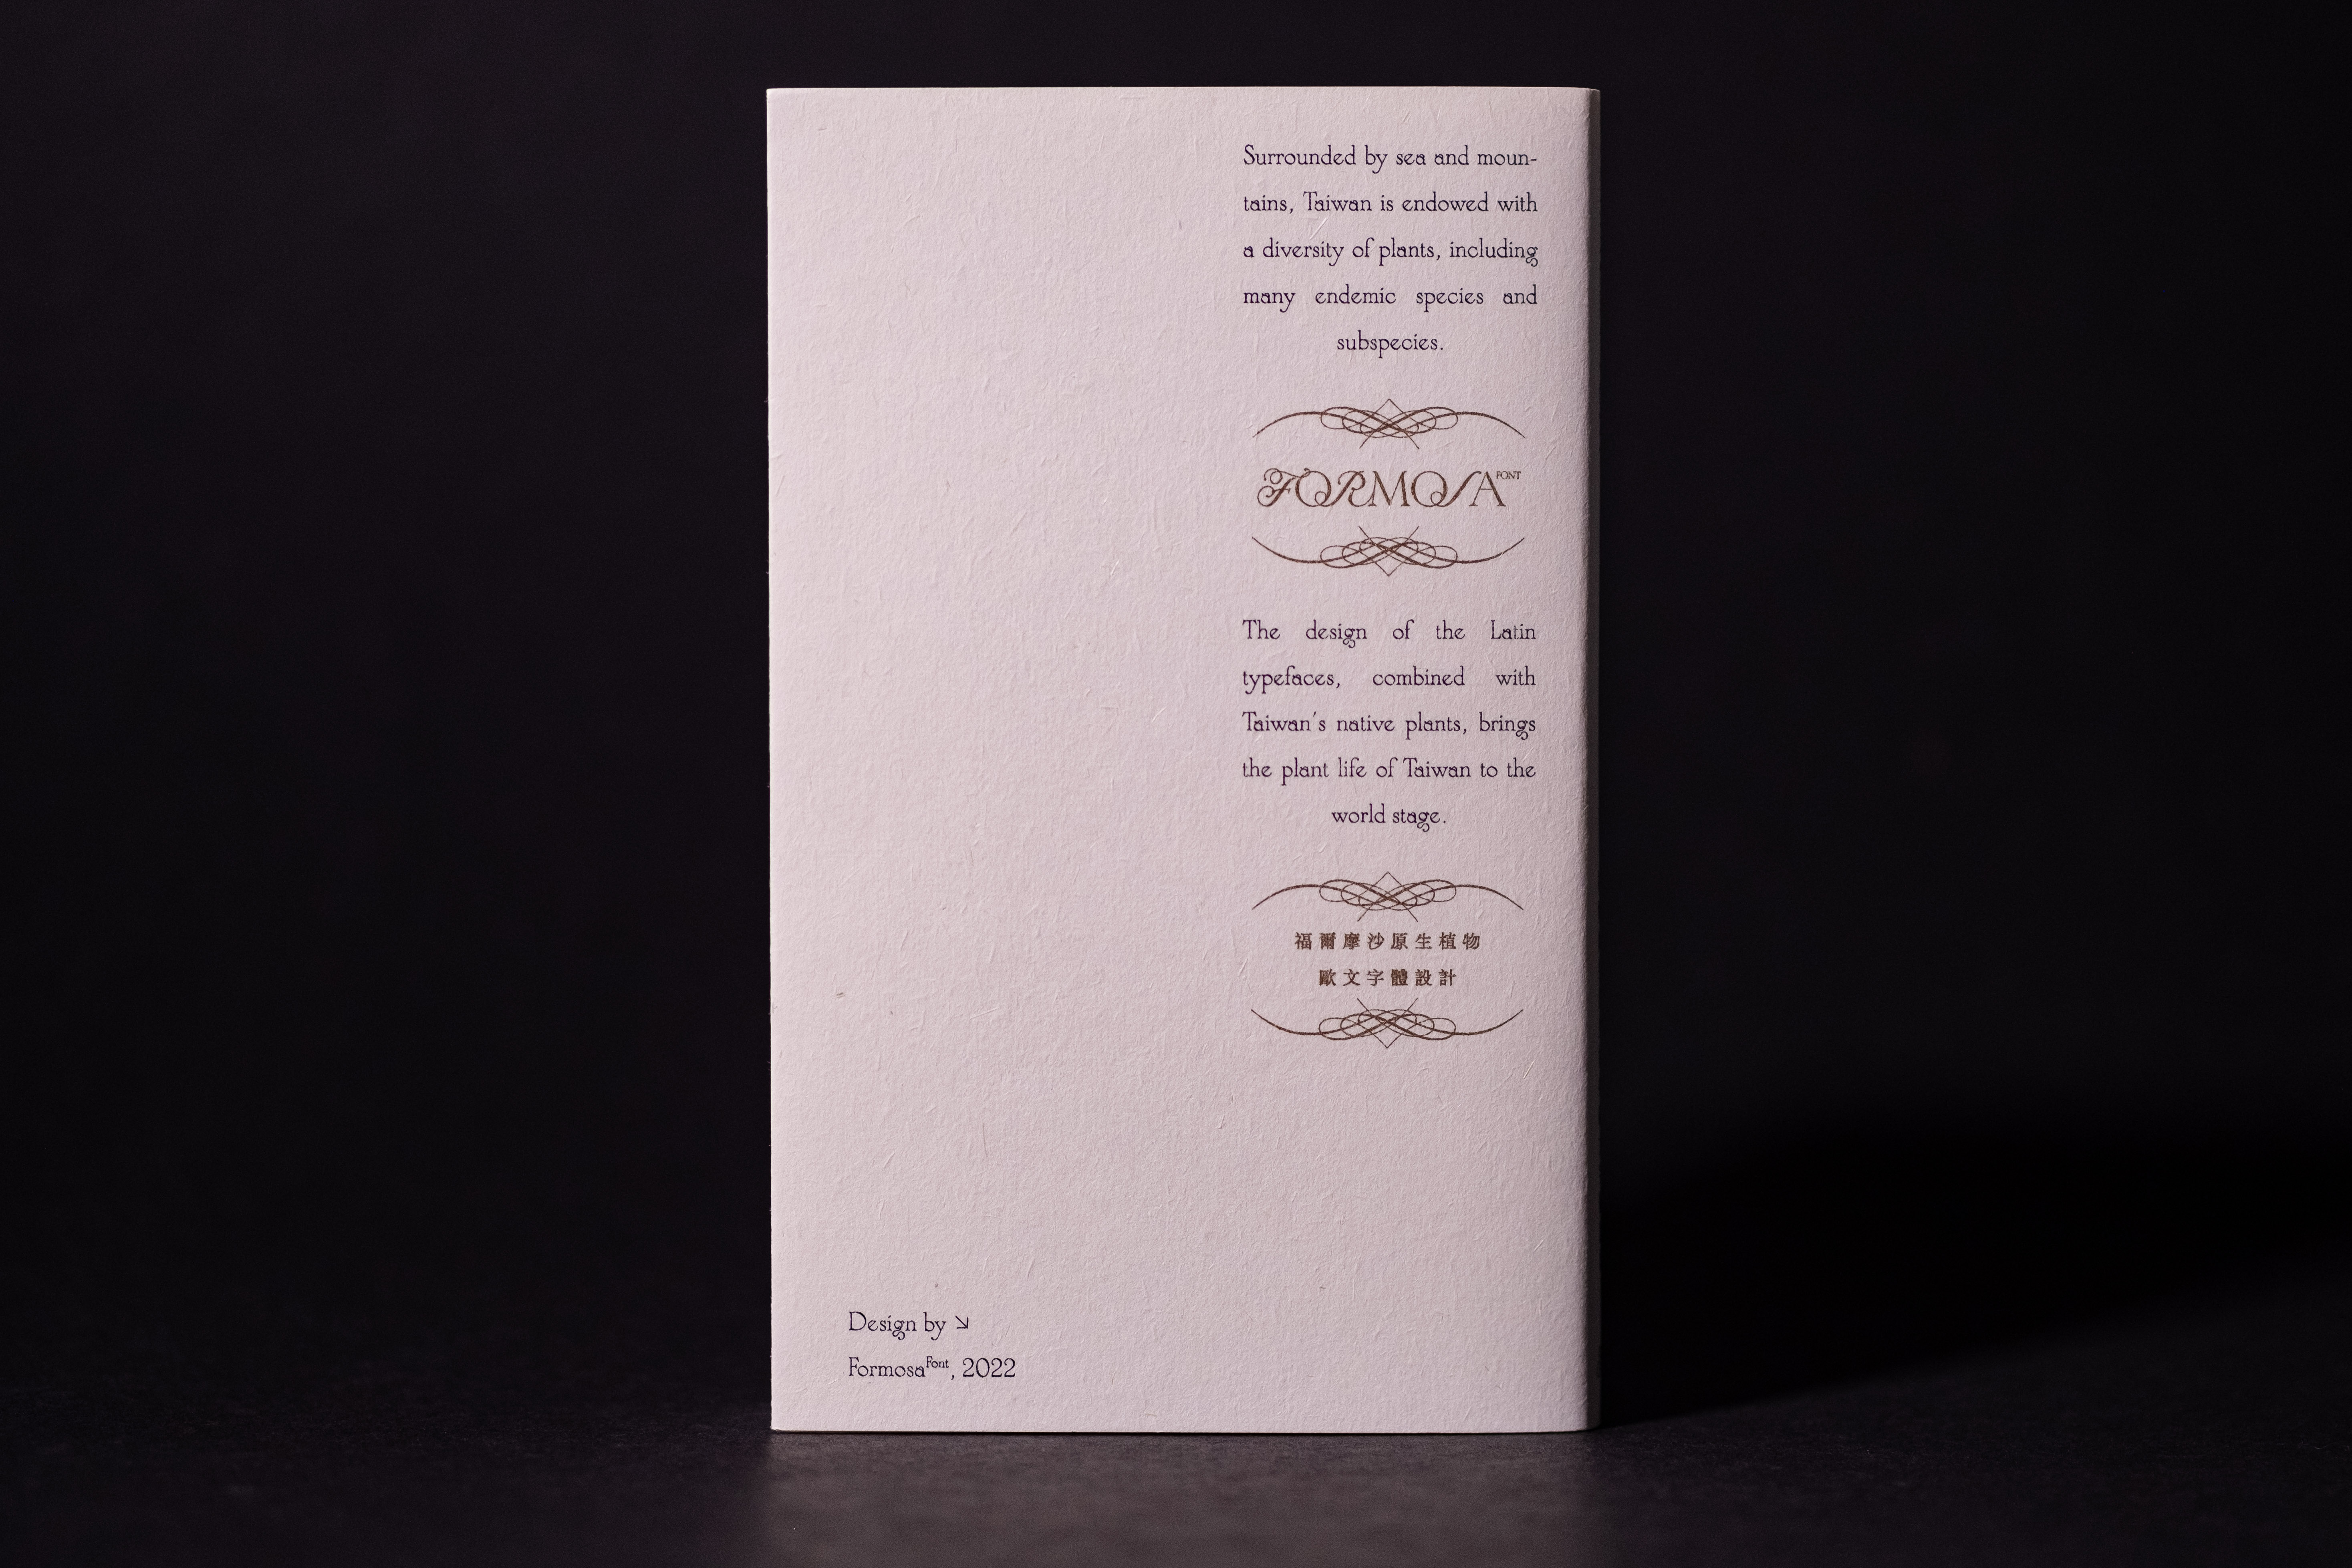 Surrounded by sea and moun-
tains, Taiwan is endowed with
a diversity of plants, including
many endemic species and
subspecies.
FORMOSA FONT
The design of the Latin
typefaces, combined with
Taiwan's native plants, brings
the plant life of Taiwan to the
world stage.
福爾摩沙原生植物
歐文字體設計
Design by ↘
Formosa Font, 2022